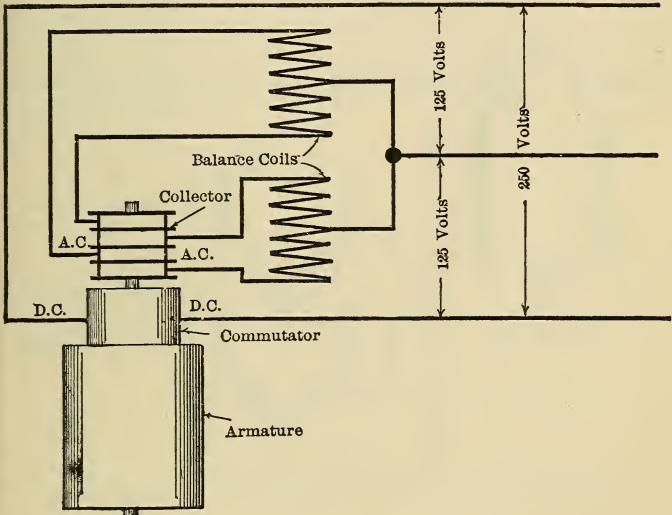 125 Volts
250 Volts
125 Volts
Balance Coils
Collector
A.C.
A.C.
D.C.
D.C.
Commutator
Armature